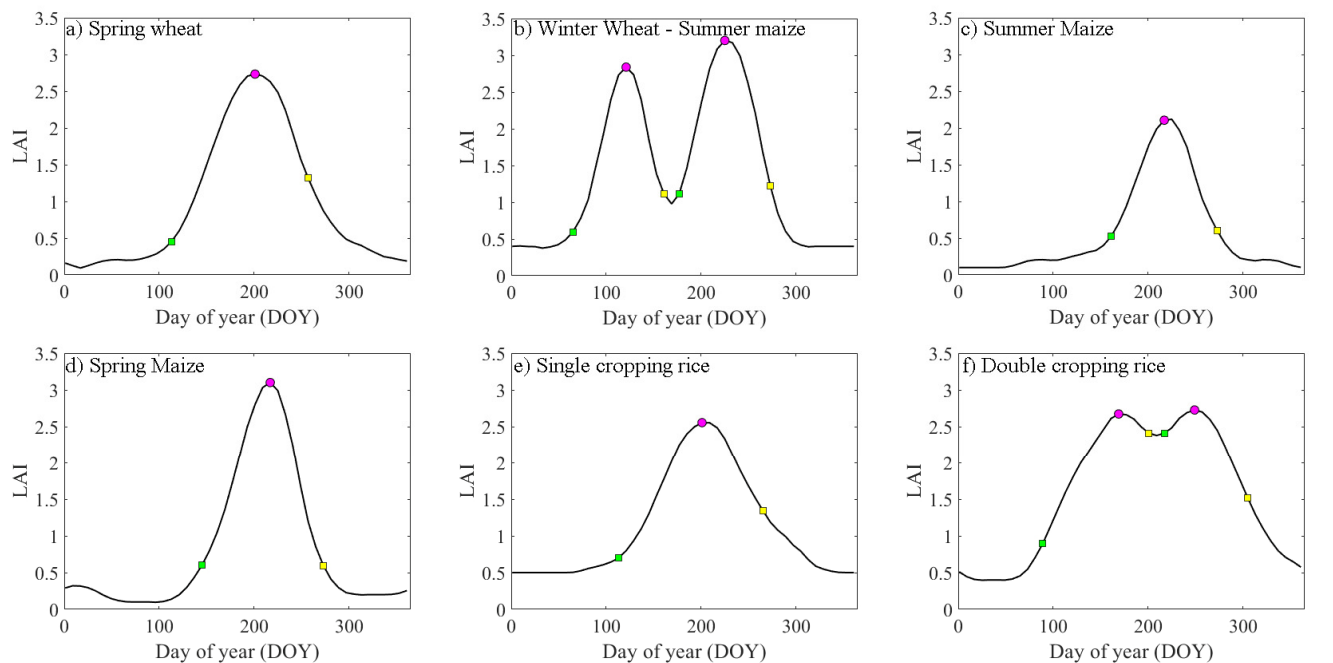 a) Spring wheat
3.5
3
2.5
2
1.5
1
0.5
0
LAI
0 100 200 300
Day of year (DOY)
b) Winter Wheat - Summer maize
3.5
3
2.5
2
1.5
1
0.5
0
LAI
0 100 200 300
Day of year (DOY)
c) Summer Maize
3.5
3
2.5
2
1.5
1
0.5
0
LAI
0 100 200 300
Day of year (DOY)
d) Spring Maize
3.5
3
2.5
2
1.5
1
0.5
0
LAI
0 100 200 300
Day of year (DOY)
e) Single cropping rice
3.5
3
2.5
2
1.5
1
0.5
0
LAI
0 100 200 300
Day of year (DOY)
f) Double cropping rice
3.5
3
2.5
2
1.5
1
0.5
0
LAI
0 100 200 300
Day of year (DOY)